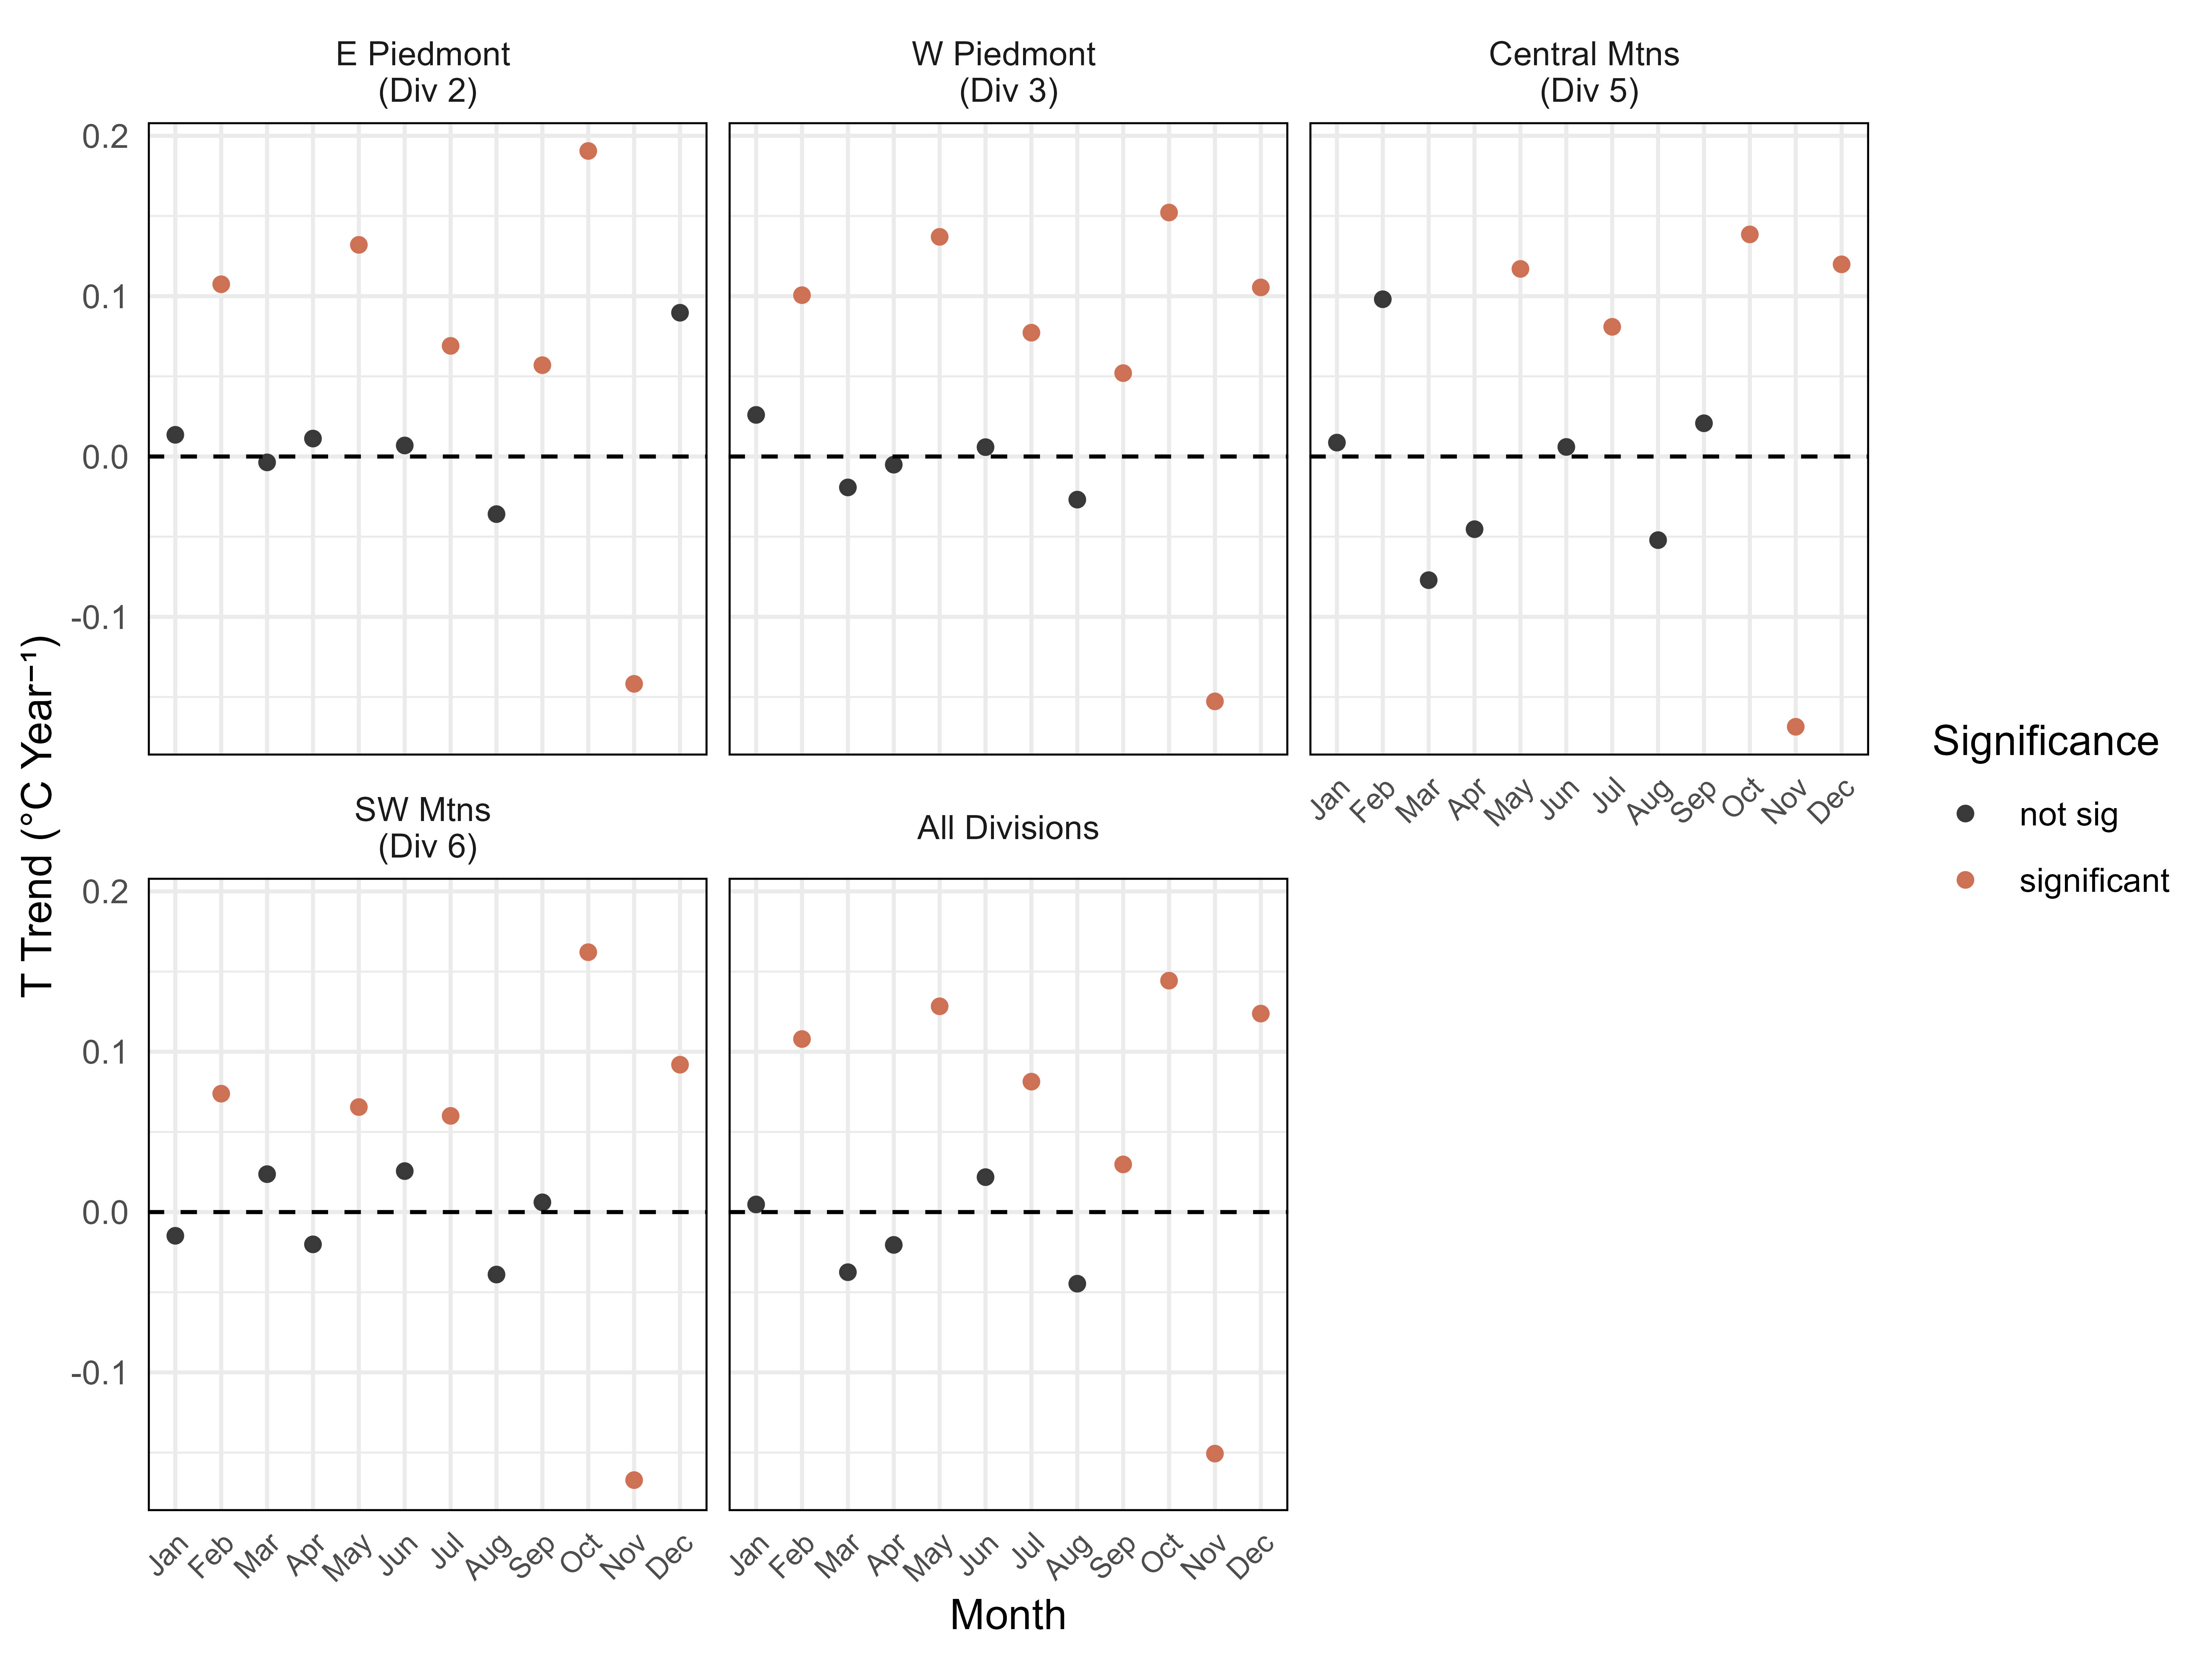 E Piedmont
(Div 2)
W Piedmont
(Div 3)
Central Mtns
(Div 5)
0.2
0.1
0.0
-0.1
Jan
Feb
Mar
Apr
May
Jun
Jul
Aug
Sep
Oct
Nov
Dec
SW Mtns
(Div 6)
All Divisions
0.2
0.1
0.0
-0.1
Jan
Feb
Mar
Apr
May
Jun
Jul
Aug
Sep
Oct
Nov
Dec
Jan
Feb
Mar
Apr
May
Jun
Jul
Aug
Sep
Oct
Nov
Dec
T Trend (°C Year⁻¹)
Month
Significance
not sig
significant